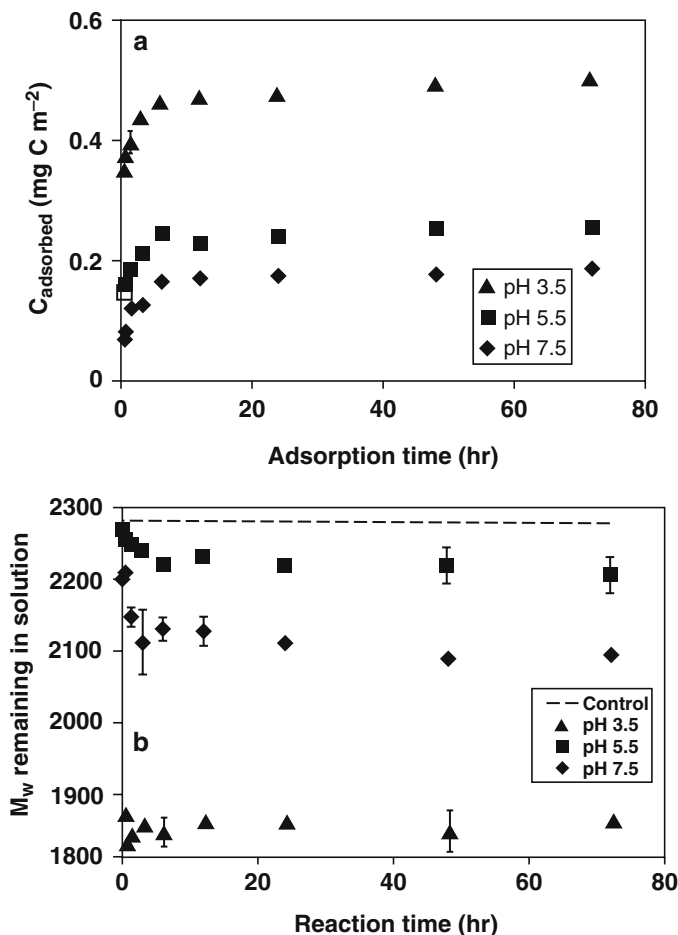 a
0.6
0.4
0.2
0
C_adsorbed (mg C m⁻²)
pH 3.5
pH 5.5
pH 7.5
0 20 40 60 80
Adsorption time (hr)
2300
2200
2100
2000
1900
1800
M_w remaining in solution
b
Control
pH 3.5
pH 5.5
pH 7.5
0 20 40 60 80
Reaction time (hr)